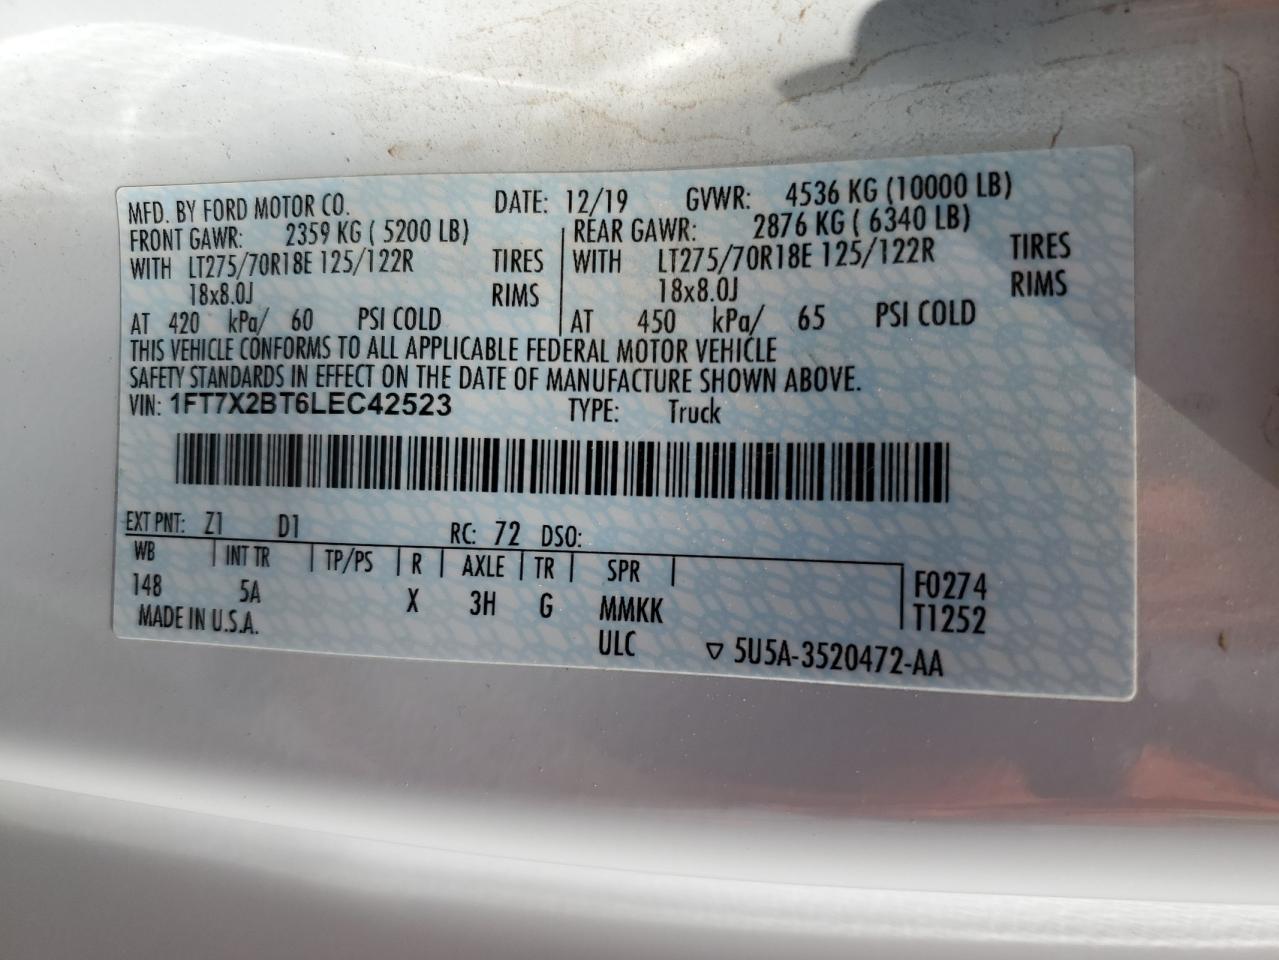 MFD. BY FORD MOTOR CO. DATE: 12/19 GVWR: 4536 KG (10000 LB)
FRONT GAWR: 2359 KG ( 5200 LB) REAR GAWR: 2876 KG ( 6340 LB)
WITH LT275/70R18E 125/122R TIRES WITH LT275/70R18E 125/122R TIRES
18x8.0J RIMS 18x8.0J RIMS
AT 420 kPa/ 60 PSI COLD AT 450 kPa/ 65 PSI COLD
THIS VEHICLE CONFORMS TO ALL APPLICABLE FEDERAL MOTOR VEHICLE
SAFETY STANDARDS IN EFFECT ON THE DATE OF MANUFACTURE SHOWN ABOVE.
VIN: 1FT7X2BT6LEC42523 TYPE: Truck
EXT PNT: Z1 D1 RC: 72 DSO:
WB INT TR TP/PS R AXLE TR SPR F0274
148 5A X 3H G MMKK T1252
MADE IN U.S.A. ULC ▽ 5U5A-3520472-AA